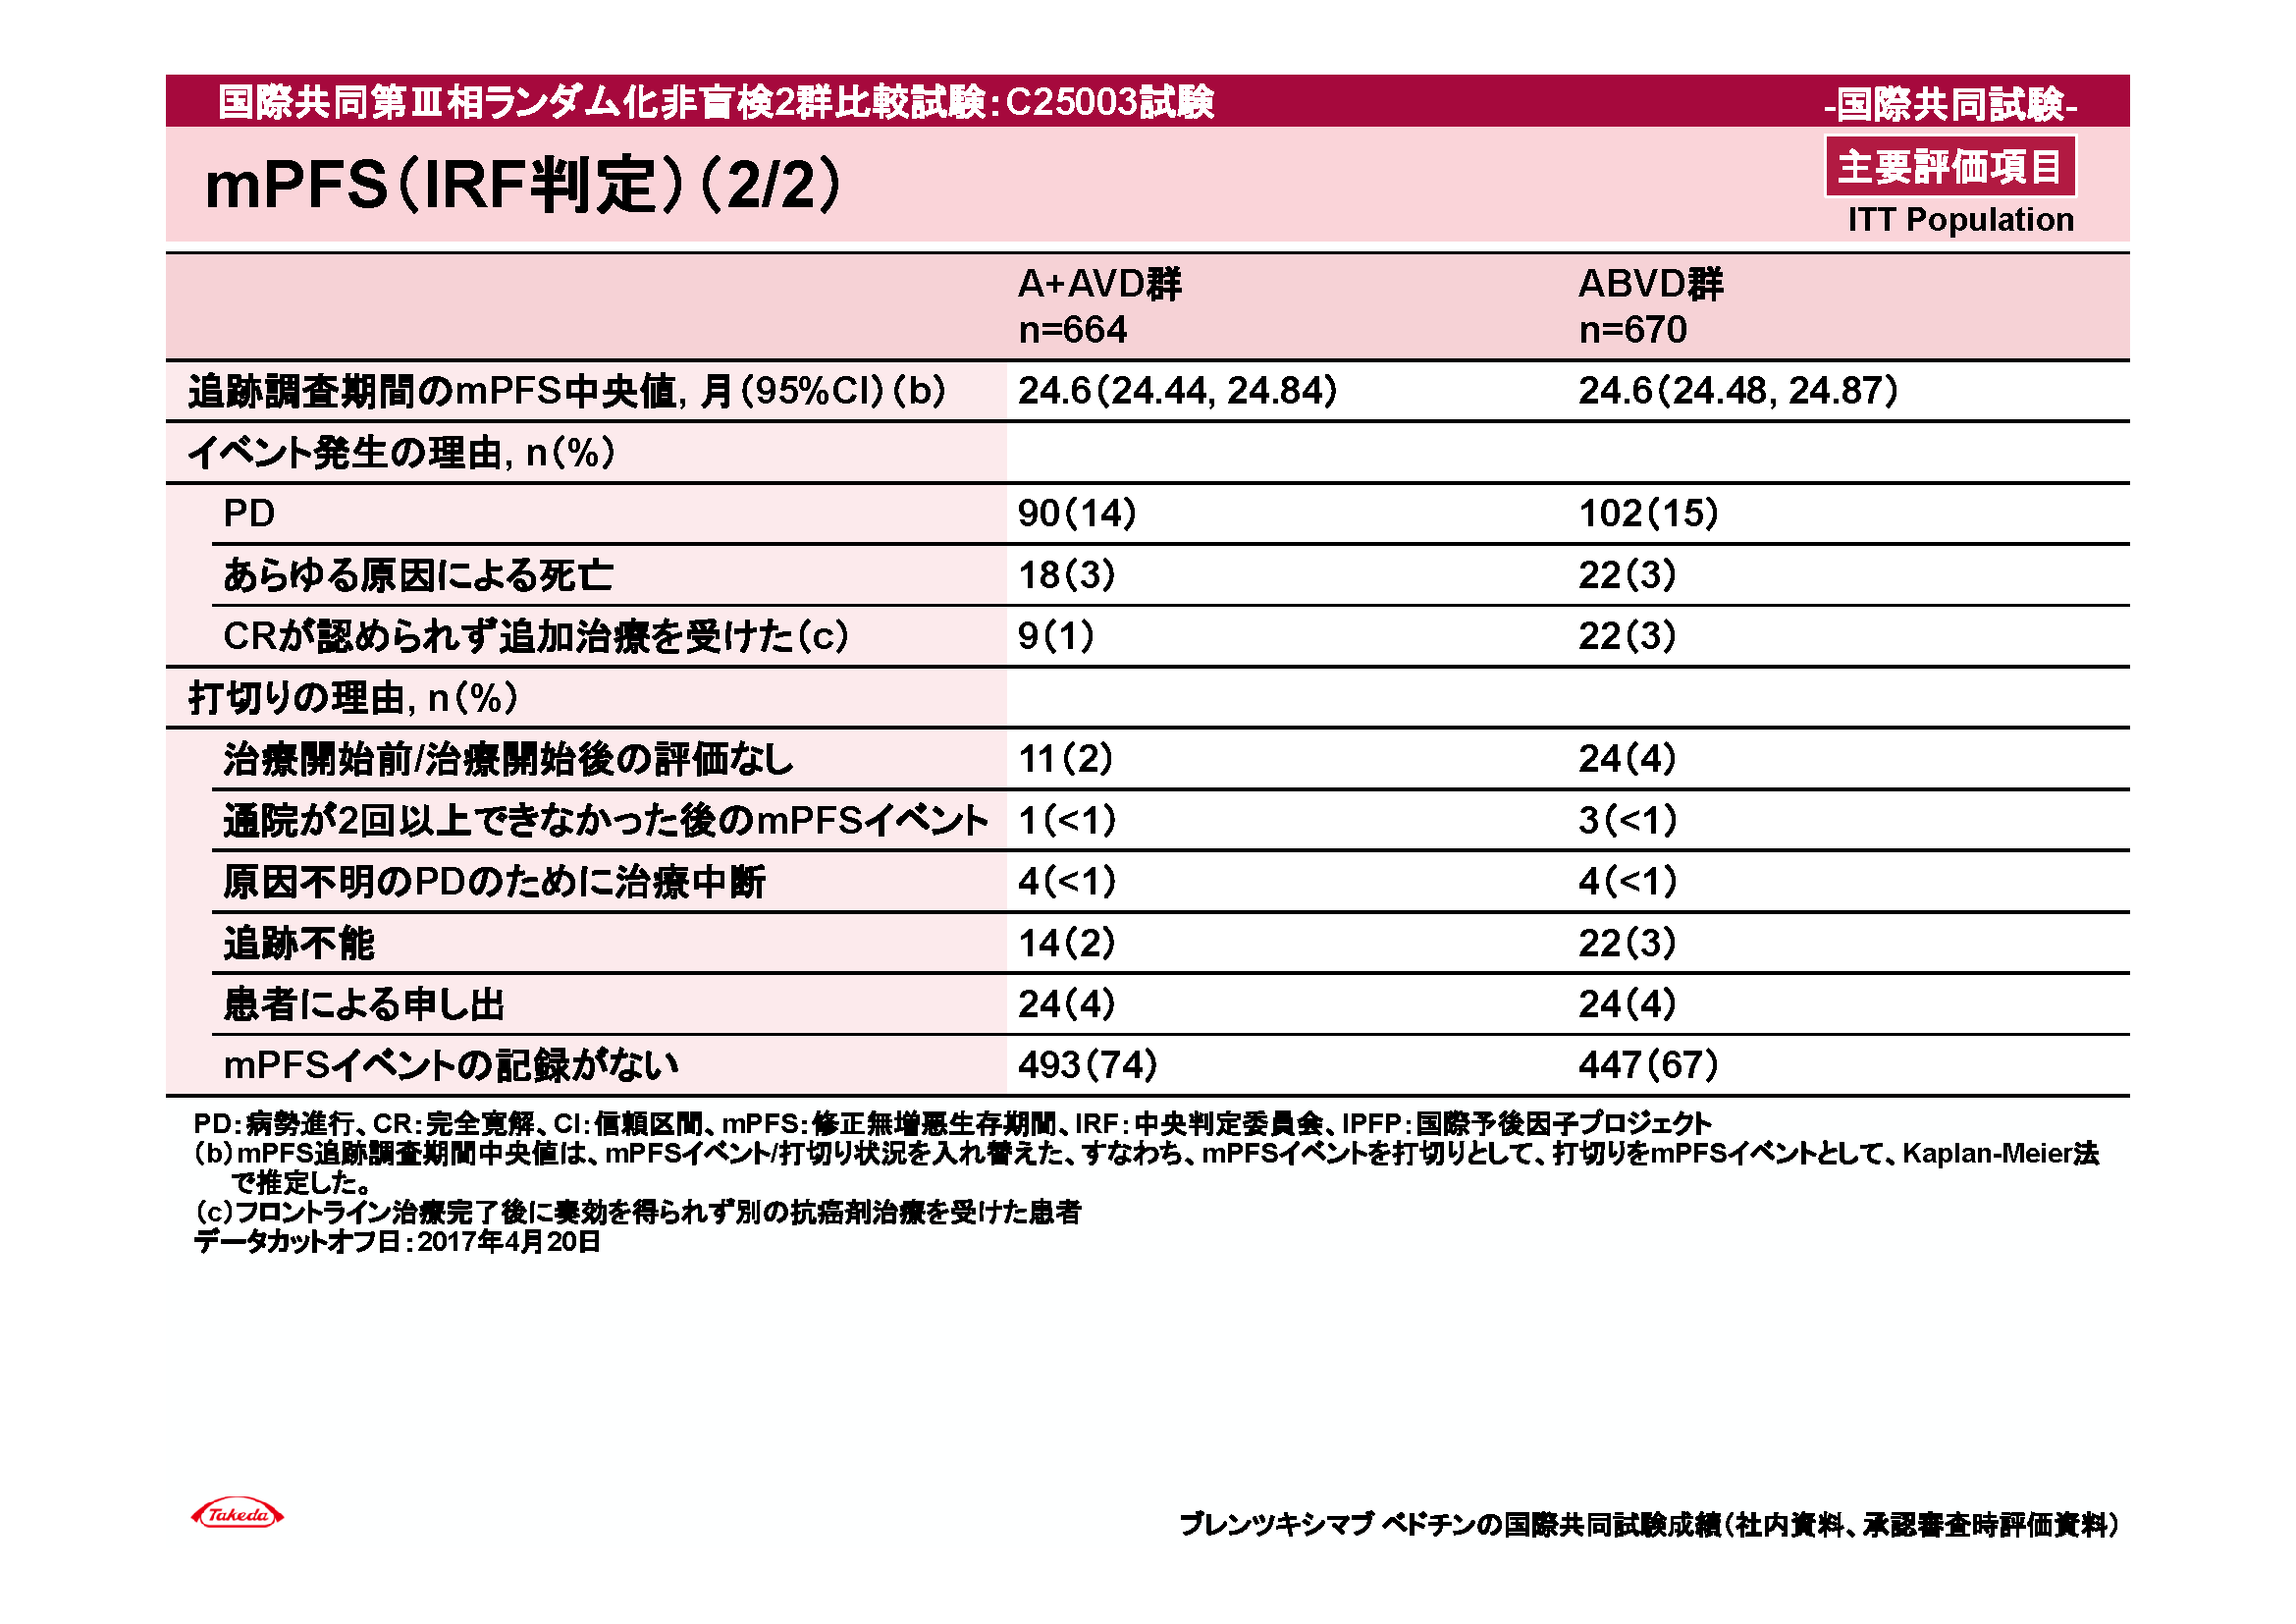 国際共同第Ⅲ相ランダム化非盲検2群比較試験：C25003試験
-国際共同試験-
mPFS（IRF判定）（2/2）
主要評価項目
ITT Population
A+AVD群
n=664
ABVD群
n=670
追跡調査期間のmPFS中央値, 月（95%CI）（b） 24.6（24.44, 24.84） 24.6（24.48, 24.87）
イベント発生の理由, n（%）
PD 90（14） 102（15）
あらゆる原因による死亡 18（3） 22（3）
CRが認められず追加治療を受けた（c） 9（1） 22（3）
打切りの理由, n（%）
治療開始前/治療開始後の評価なし 11（2） 24（4）
通院が2回以上できなかった後のmPFSイベント 1（<1） 3（<1）
原因不明のPDのために治療中断 4（<1） 4（<1）
追跡不能 14（2） 22（3）
患者による申し出 24（4） 24（4）
mPFSイベントの記録がない 493（74） 447（67）
PD：病勢進行、CR：完全寛解、CI：信頼区間、mPFS：修正無増悪生存期間、IRF：中央判定委員会、IPFP：国際予後因子プロジェクト
（b）mPFS追跡調査期間中央値は、mPFSイベント/打切り状況を入れ替えた、すなわち、mPFSイベントを打切りとして、打切りをmPFSイベントとして、Kaplan-Meier法
で推定した。
（c）フロントライン治療完了後に奏効を得られず別の抗癌剤治療を受けた患者
データカットオフ日：2017年4月20日
Takeda
ブレンツキシマブ ベドチンの国際共同試験成績（社内資料、承認審査時評価資料）